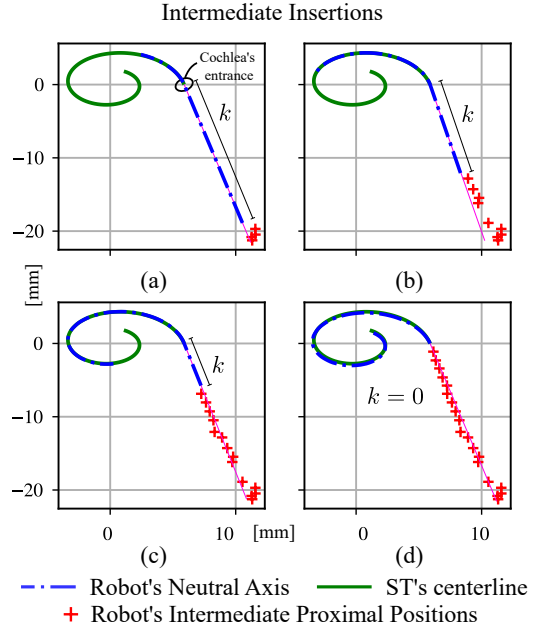 Intermediate Insertions
Cochlea's
entrance
0
k
k
−10
−20
(a)
(b)
[mm]
0
k
k = 0
−10
−20
0
10
[mm]
0
10
(c)
(d)
Robot's Neutral Axis
ST's centerline
Robot's Intermediate Proximal Positions